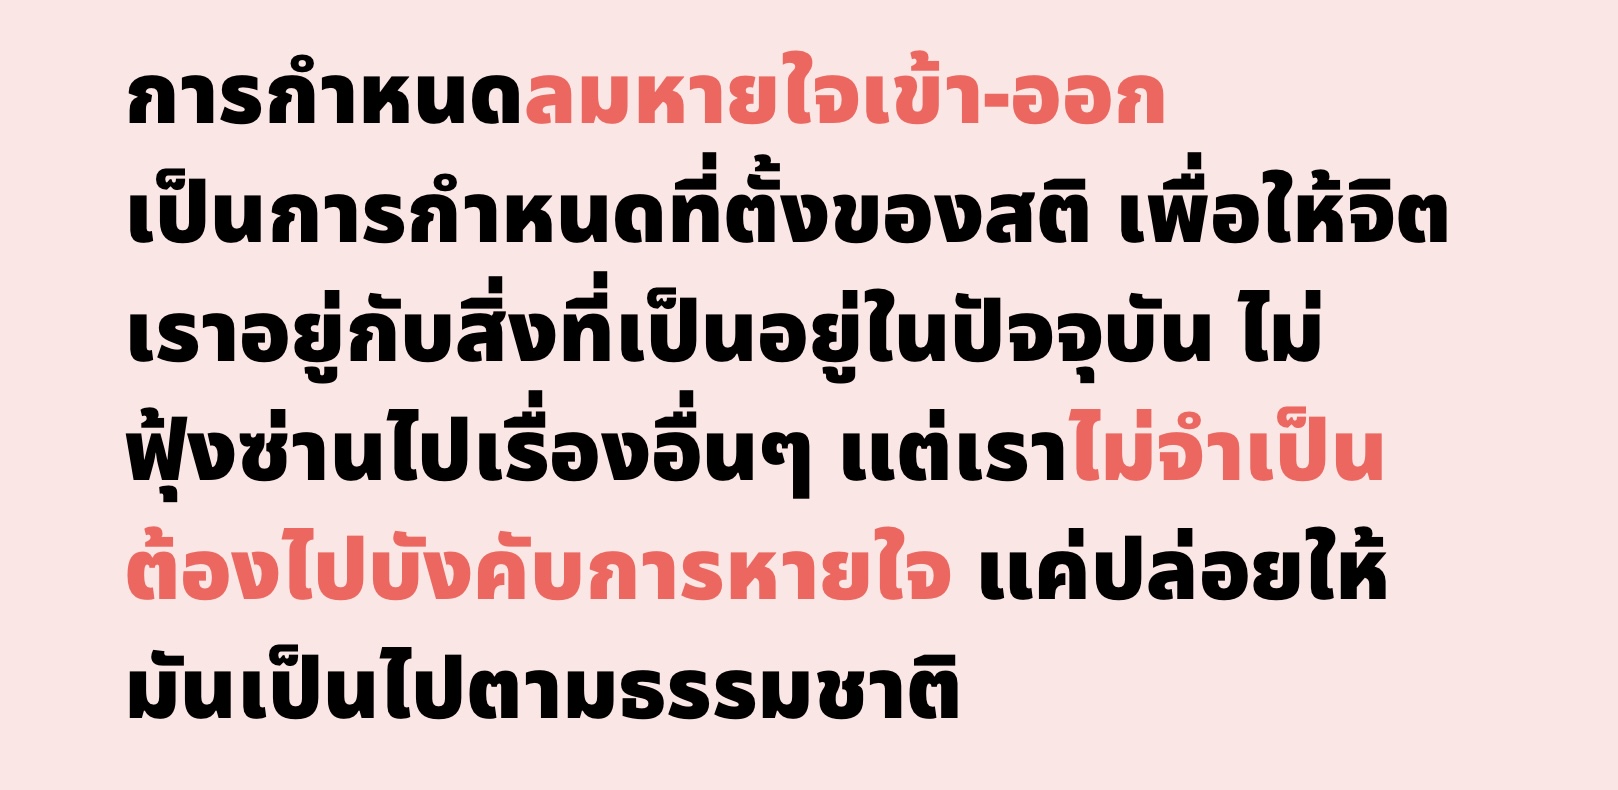 การกำหนดลมหายใจเข้า-ออก
เป็นการกำหนดที่ตั้งของสติ เพื่อให้จิต
เราอยู่กับสิ่งที่เป็นอยู่ในปัจจุบัน ไม่
ฟุ้งซ่านไปเรื่องอื่นๆ แต่เราไม่จำเป็น
ต้องไปบังคับการหายใจ แค่ปล่อยให้
มันเป็นไปตามธรรมชาติ